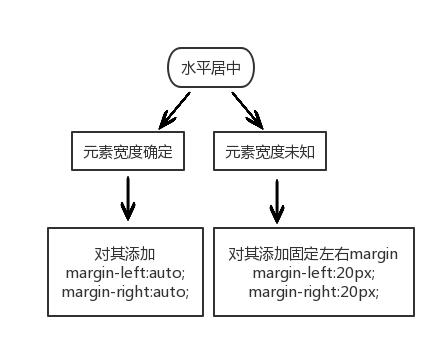 水平居中
元素宽度确定
元素宽度未知
对其添加
margin-left:auto;
margin-right:auto;
对其添加固定左右margin
margin-left:20px;
margin-right:20px;